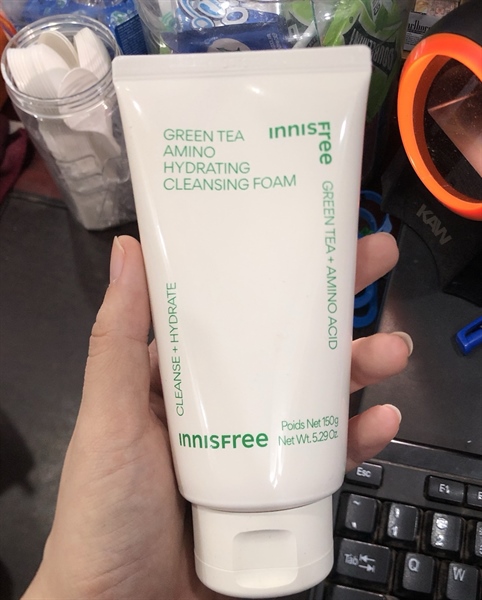 GREEN TEA
AMINO
HYDRATING
CLEANSING FOAM
INNISFree
GREEN TEA + AMINO ACID
CLEANSE + HYDRATE
INNISFree
Poids Net 150g
Net Wt. 5.29 Oz.
KAW
Esc
Tab
Q
W